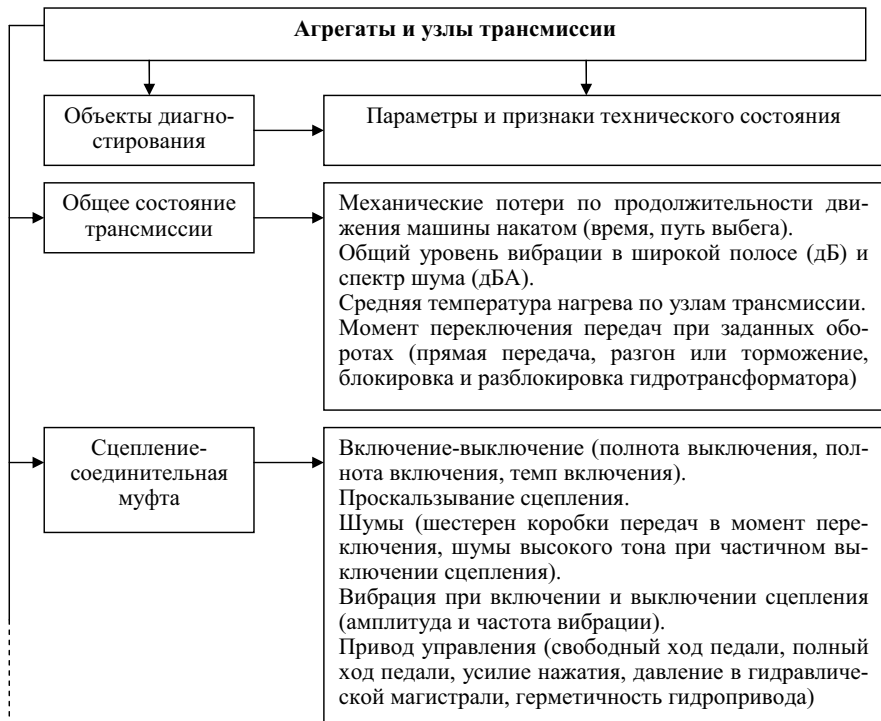 Агрегаты и узлы трансмиссии
Объекты диагно-
стирования
Параметры и признаки технического состояния
Общее состояние
трансмиссии
Механические потери по продолжительности дви-
жения машины накатом (время, путь выбега).
Общий уровень вибрации в широкой полосе (дБ) и
спектр шума (дБА).
Средняя температура нагрева по узлам трансмиссии.
Момент переключения передач при заданных обо-
ротах (прямая передача, разгон или торможение,
блокировка и разблокировка гидротрансформатора)
Сцепление-
соединительная
муфта
Включение-выключение (полнота выключения, пол-
нота включения, темп включения).
Проскальзывание сцепления.
Шумы (шестерен коробки передач в момент пере-
ключения, шумы высокого тона при частичном вы-
ключении сцепления).
Вибрация при включении и выключении сцепления
(амплитуда и частота вибрации).
Привод управления (свободный ход педали, полный
ход педали, усилие нажатия, давление в гидравличе-
ской магистрали, герметичность гидропривода)